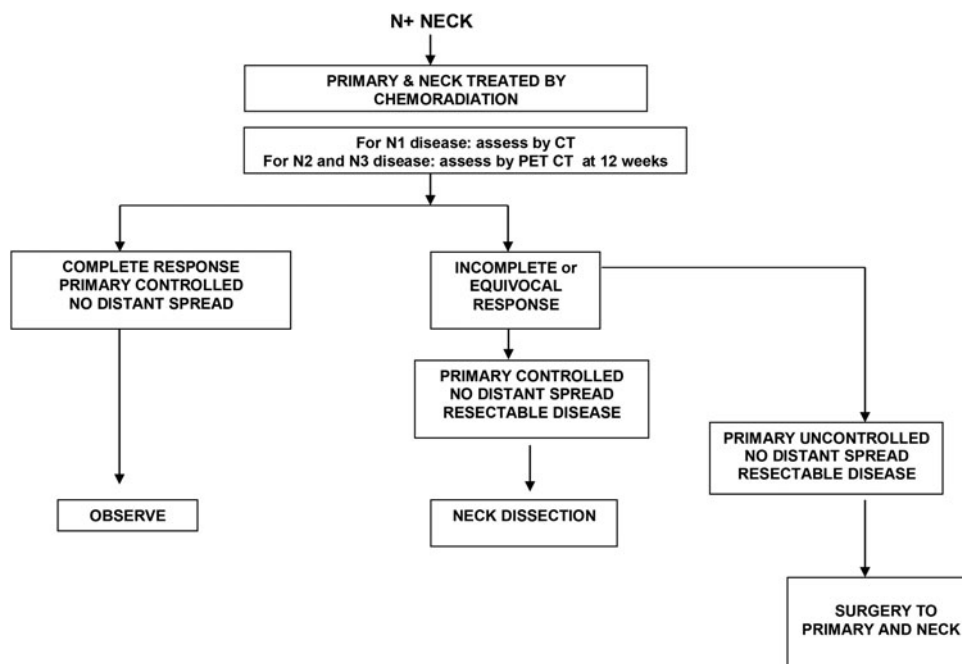 N+ NECK
PRIMARY & NECK TREATED BY
CHEMORADIATION
For N1 disease: assess by CT
For N2 and N3 disease: assess by PET CT at 12 weeks
COMPLETE RESPONSE
PRIMARY CONTROLLED
NO DISTANT SPREAD
INCOMPLETE or
EQUIVOCAL
RESPONSE
PRIMARY CONTROLLED
NO DISTANT SPREAD
RESECTABLE DISEASE
PRIMARY UNCONTROLLED
NO DISTANT SPREAD
RESECTABLE DISEASE
OBSERVE
NECK DISSECTION
SURGERY TO
PRIMARY AND NECK